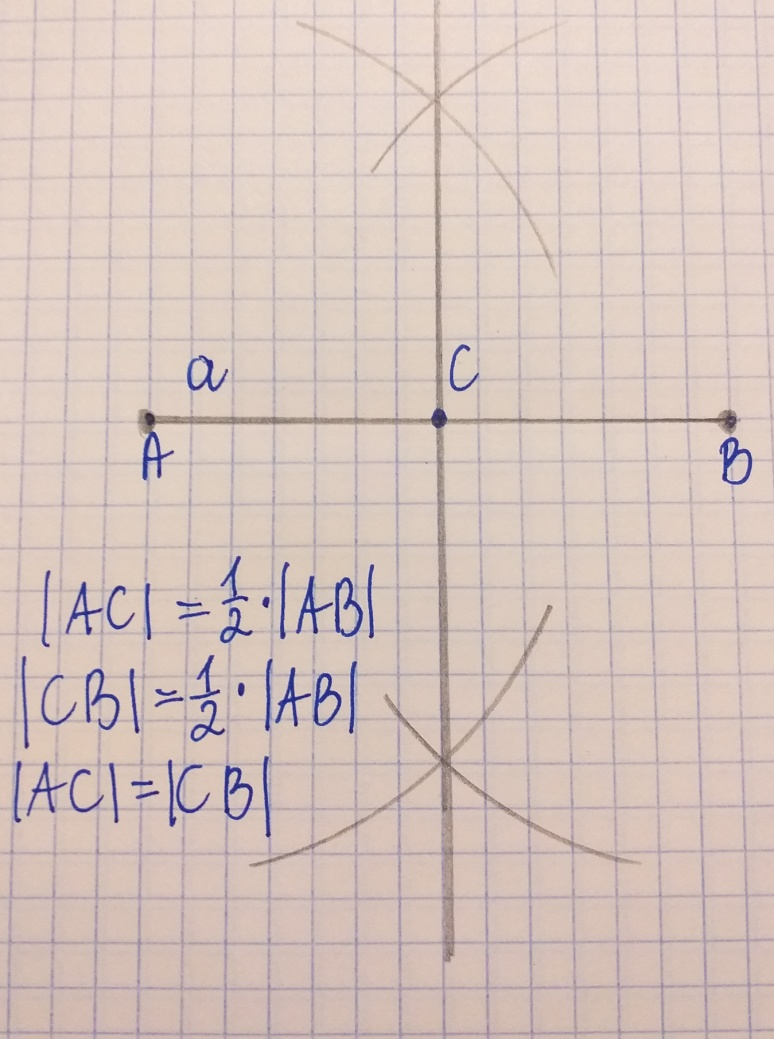 a
C
A
B
|AC| = 1/2 · |AB|
|CB| = 1/2 · |AB|
|AC| = |CB|